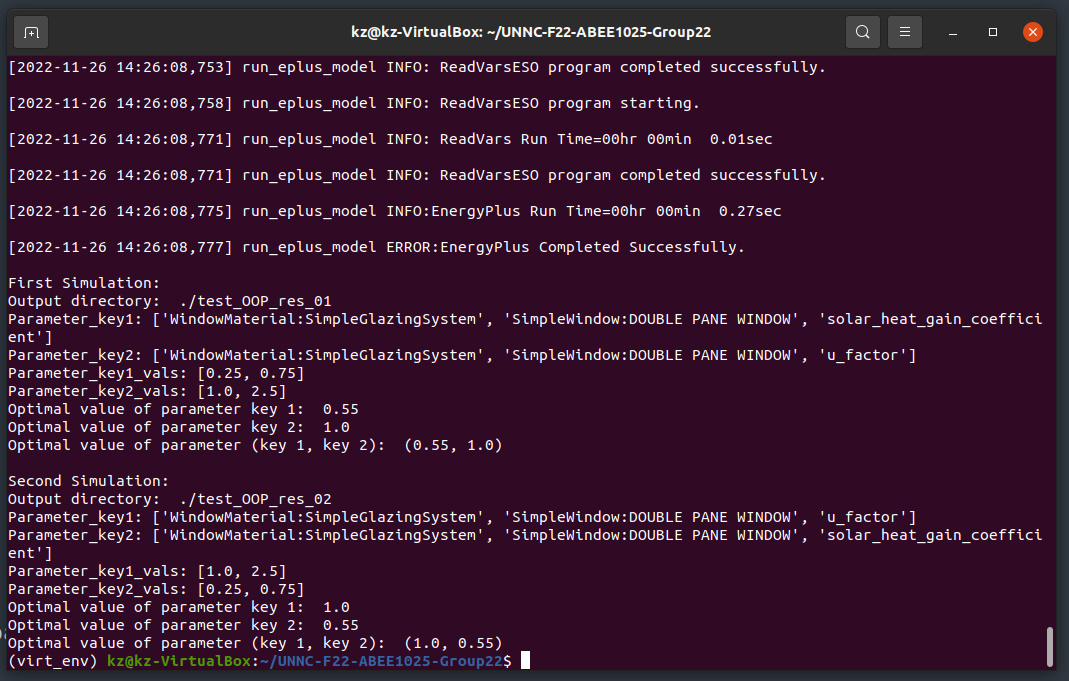 kz@kz-VirtualBox: ~/UNNC-F22-ABEE1025-Group22
[2022-11-26 14:26:08,753] run_eplus_model INFO: ReadVarsESO program completed successfully.
[2022-11-26 14:26:08,758] run_eplus_model INFO: ReadVarsESO program starting.
[2022-11-26 14:26:08,771] run_eplus_model INFO: ReadVars Run Time=00hr 00min  0.01sec
[2022-11-26 14:26:08,771] run_eplus_model INFO: ReadVarsESO program completed successfully.
[2022-11-26 14:26:08,775] run_eplus_model INFO:EnergyPlus Run Time=00hr 00min  0.27sec
[2022-11-26 14:26:08,777] run_eplus_model ERROR:EnergyPlus Completed Successfully.
First Simulation:
Output directory:  ./test_OOP_res_01
Parameter_key1: ['WindowMaterial:SimpleGlazingSystem', 'SimpleWindow:DOUBLE PANE WINDOW', 'solar_heat_gain_coeffici
ent']
Parameter_key2: ['WindowMaterial:SimpleGlazingSystem', 'SimpleWindow:DOUBLE PANE WINDOW', 'u_factor']
Parameter_key1_vals: [0.25, 0.75]
Parameter_key2_vals: [1.0, 2.5]
Optimal value of parameter key 1:  0.55
Optimal value of parameter key 2:  1.0
Optimal value of parameter (key 1, key 2):  (0.55, 1.0)
Second Simulation:
Output directory:  ./test_OOP_res_02
Parameter_key1: ['WindowMaterial:SimpleGlazingSystem', 'SimpleWindow:DOUBLE PANE WINDOW', 'u_factor']
Parameter_key2: ['WindowMaterial:SimpleGlazingSystem', 'SimpleWindow:DOUBLE PANE WINDOW', 'solar_heat_gain_coeffici
ent']
Parameter_key1_vals: [1.0, 2.5]
Parameter_key2_vals: [0.25, 0.75]
Optimal value of parameter key 1:  1.0
Optimal value of parameter key 2:  0.55
Optimal value of parameter (key 1, key 2):  (1.0, 0.55)
(virt_env) kz@kz-VirtualBox:~/UNNC-F22-ABEE1025-Group22$